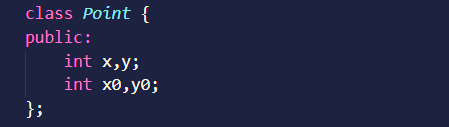 class Point {
public:
    int x,y;
    int x0,y0;
};